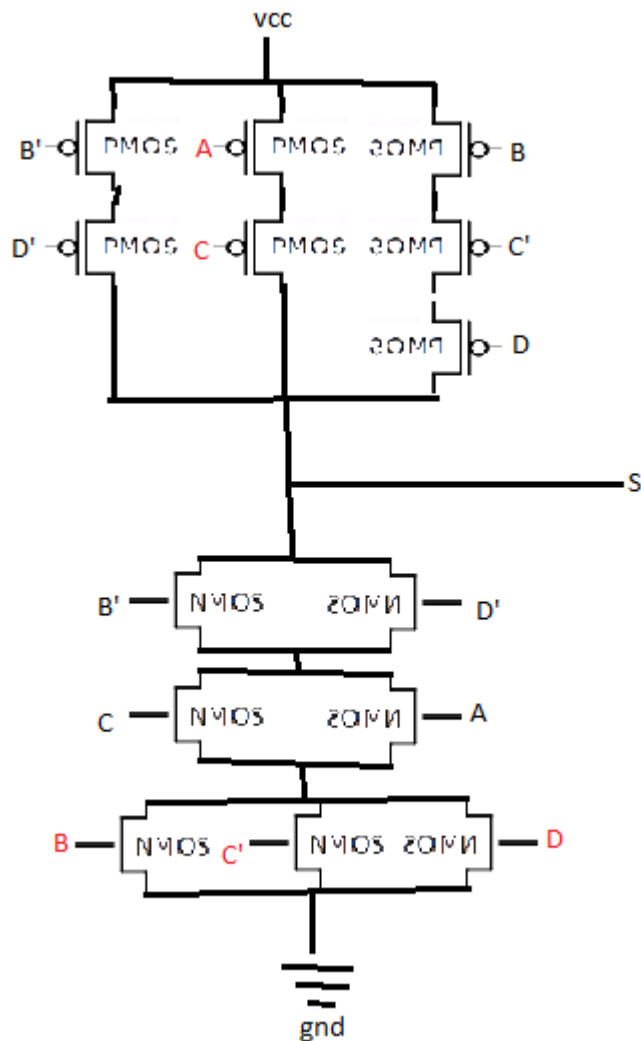 vcc
B' PMOS A PMOS PMOS B
D' PMOS C PMOS PMOS C'
PMOS D
S
B' NMOS NMOS D'
C NMOS NMOS A
B NMOS C' NMOS NMOS D
gnd